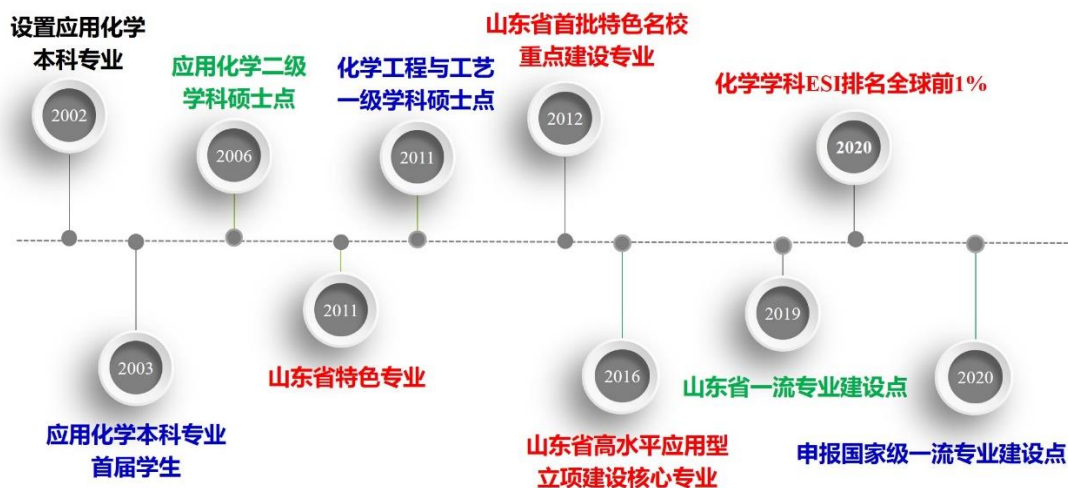 设置应用化学
本科专业
2002
2003
应用化学本科专业
首届学生
应用化学二级
学科硕士点
2006
2011
山东省特色专业
化学工程与工艺
一级学科硕士点
2011
山东省首批特色名校
重点建设专业
2012
2016
山东省高水平应用型
立项建设核心专业
2019
山东省一流专业建设点
化学学科ESI排名全球前1%
2020
2020
申报国家级一流专业建设点